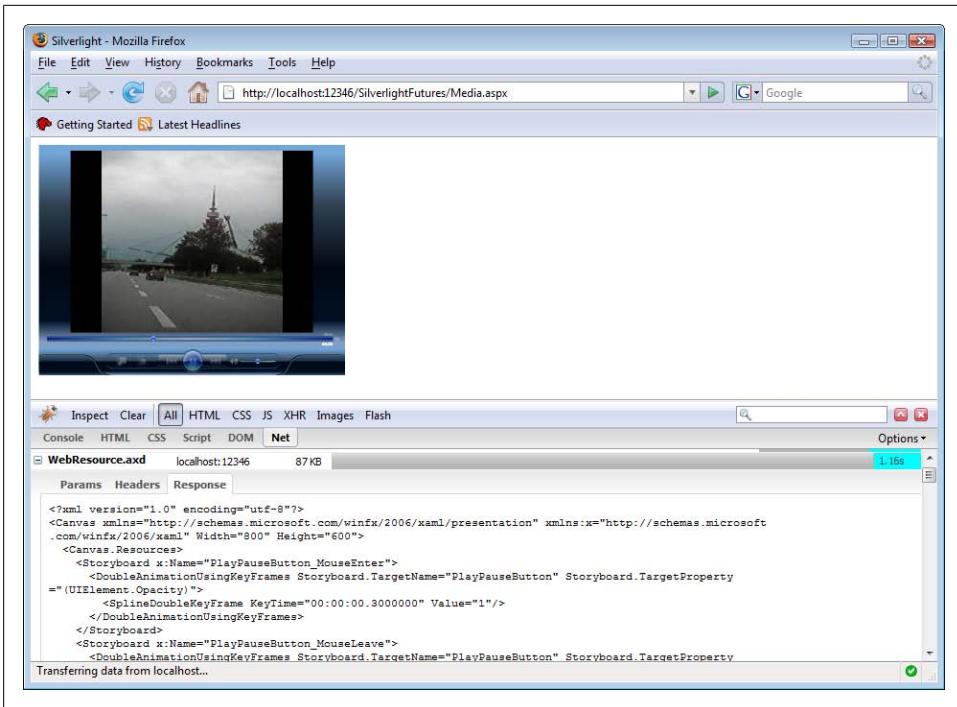 Silverlight - Mozilla Firefox
File Edit View History Bookmarks Tools Help
http://localhost:12346/SilverlightFutures/Media.aspx
G Google
Getting Started Latest Headlines
Inspect Clear All HTML CSS JS XHR Images Flash
Console HTML CSS Script DOM Net Options
WebResource.axd localhost:12346 87 KB 1.16s
Params Headers Response
<?xml version="1.0" encoding="utf-8"?>
<Canvas xmlns="http://schemas.microsoft.com/winfx/2006/xaml/presentation" xmlns:x="http://schemas.microsoft
.com/winfx/2006/xaml" Width="800" Height="600">
<Canvas.Resources>
<Storyboard x:Name="PlayPauseButton_MouseEnter">
<DoubleAnimationUsingKeyFrames Storyboard.TargetName="PlayPauseButton" Storyboard.TargetProperty
="(UIElement.Opacity)">
<SplineDoubleKeyFrame KeyTime="00:00:00.3000000" Value="1"/>
</DoubleAnimationUsingKeyFrames>
</Storyboard>
<Storyboard x:Name="PlayPauseButton_MouseLeave">
<DoubleAnimationUsingKeyFrames Storyboard.TargetName="PlayPauseButton" Storyboard.TargetProperty
Transferring data from localhost...